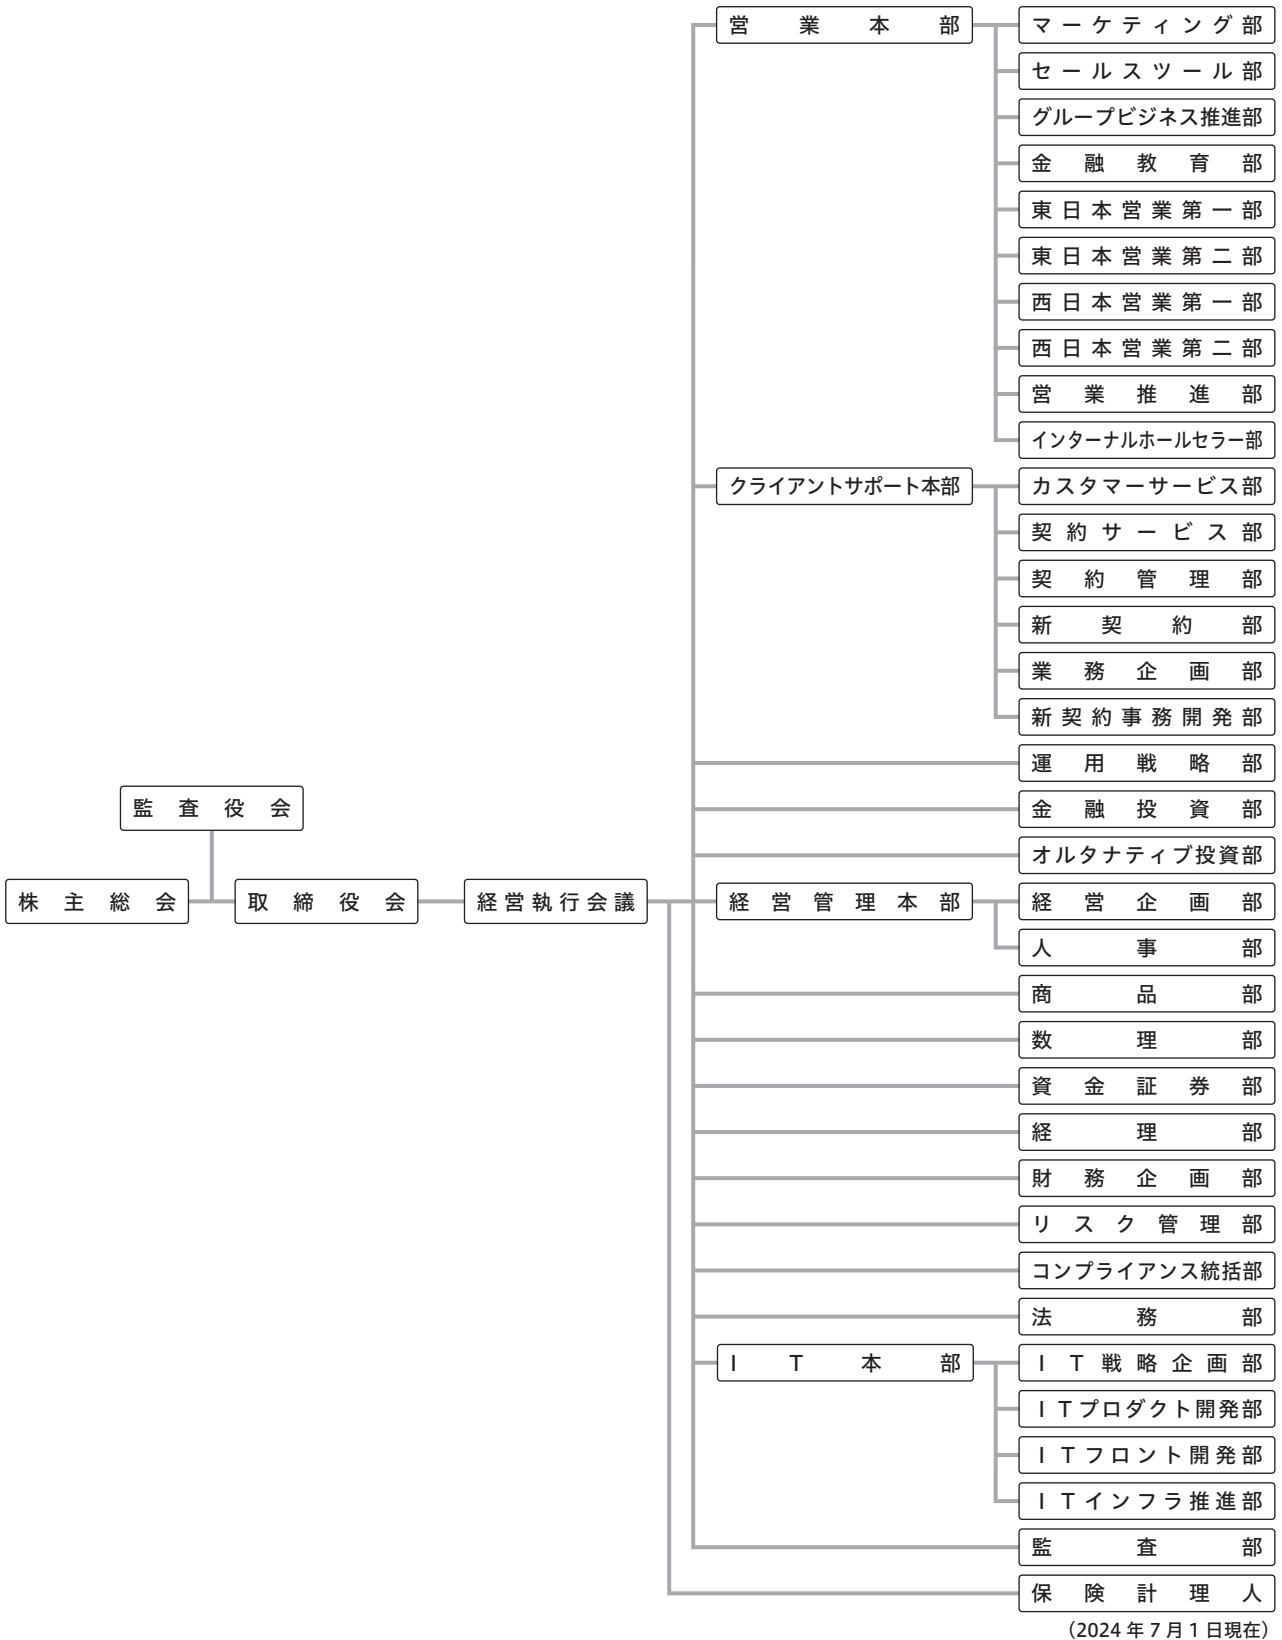 営業本部
マーケティング部
セールスツール部
グループビジネス推進部
金融教育部
東日本営業第一部
東日本営業第二部
西日本営業第一部
西日本営業第二部
営業推進部
インターナルホールセラー部
クライアントサポート本部
カスタマーサービス部
契約サービス部
契約管理部
新契約部
業務企画部
新契約事務開発部
運用戦略部
金融投資部
オルタナティブ投資部
監査役会
株主総会
取締役会
経営執行会議
経営管理本部
経営企画部
人事部
商品部
数理部
資金証券部
経理部
財務企画部
リスク管理部
コンプライアンス統括部
法務部
IT本部
IT戦略企画部
ITプロダクト開発部
ITフロント開発部
ITインフラ推進部
監査部
保険計理人
（2024年7月1日現在）